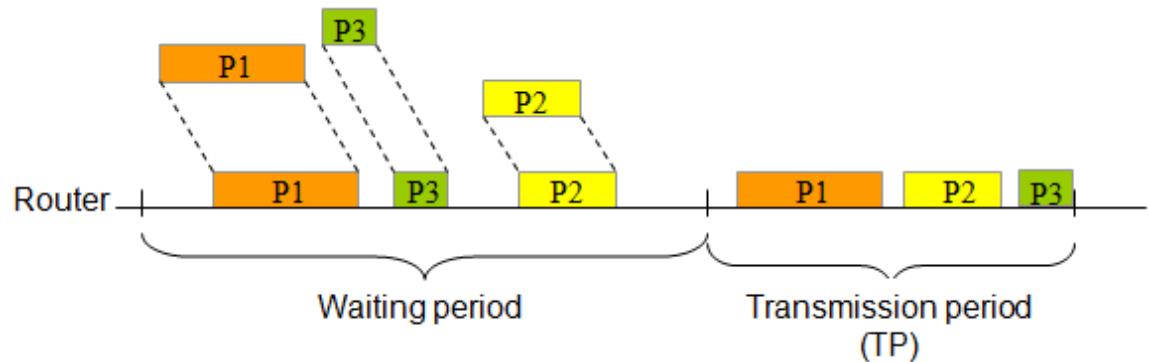 P3
P1
P2
Router P1 P3 P2 P1 P2 P3
Waiting period Transmission period
(TP)